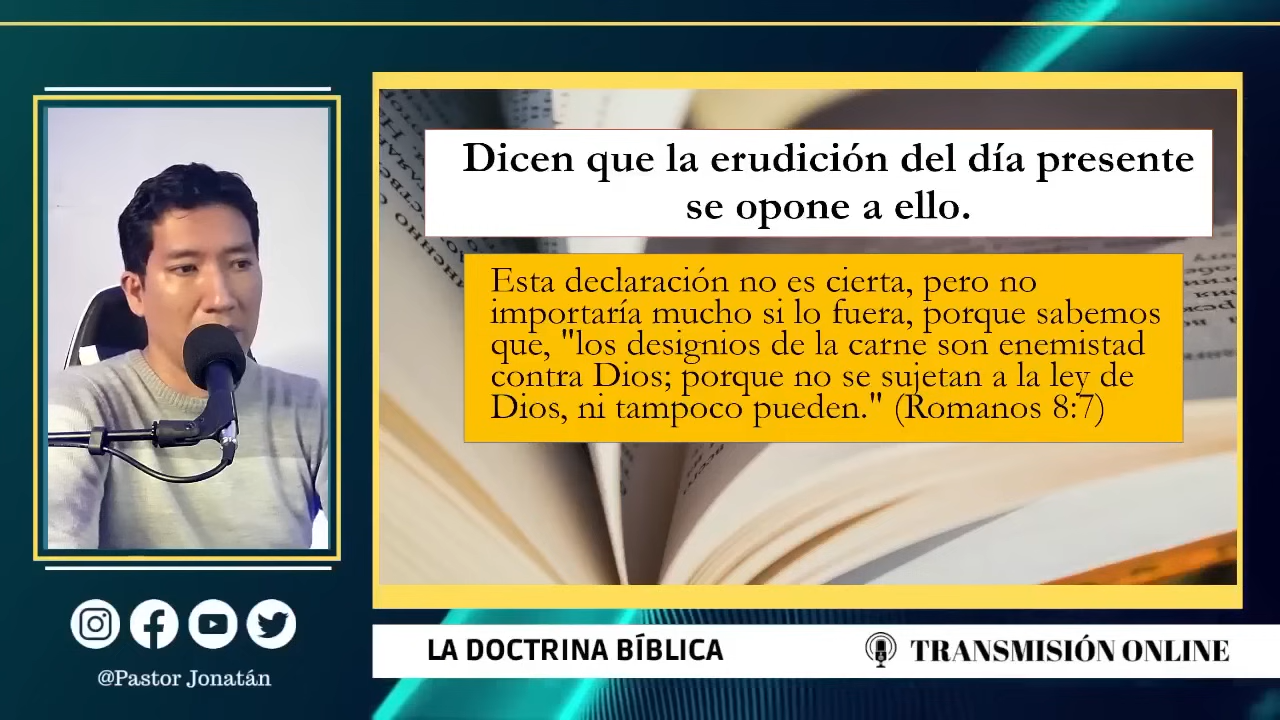 Dicen que la erudición del día presente
se opone a ello.
Esta declaración no es cierta, pero no
importaría mucho si lo fuera, porque sabemos
que, "los designios de la carne son enemistad
contra Dios; porque no se sujetan a la ley de
Dios, ni tampoco pueden." (Romanos 8:7)
@Pastor Jonatán
LA DOCTRINA BÍBLICA
TRANSMISIÓN ONLINE